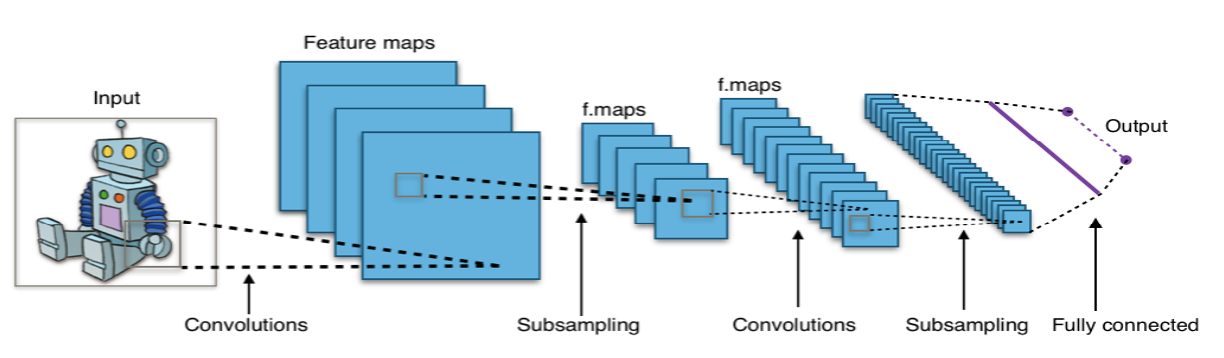 Feature maps
f.maps
f.maps
Input
Output
Convolutions
Subsampling
Convolutions
Subsampling
Fully connected